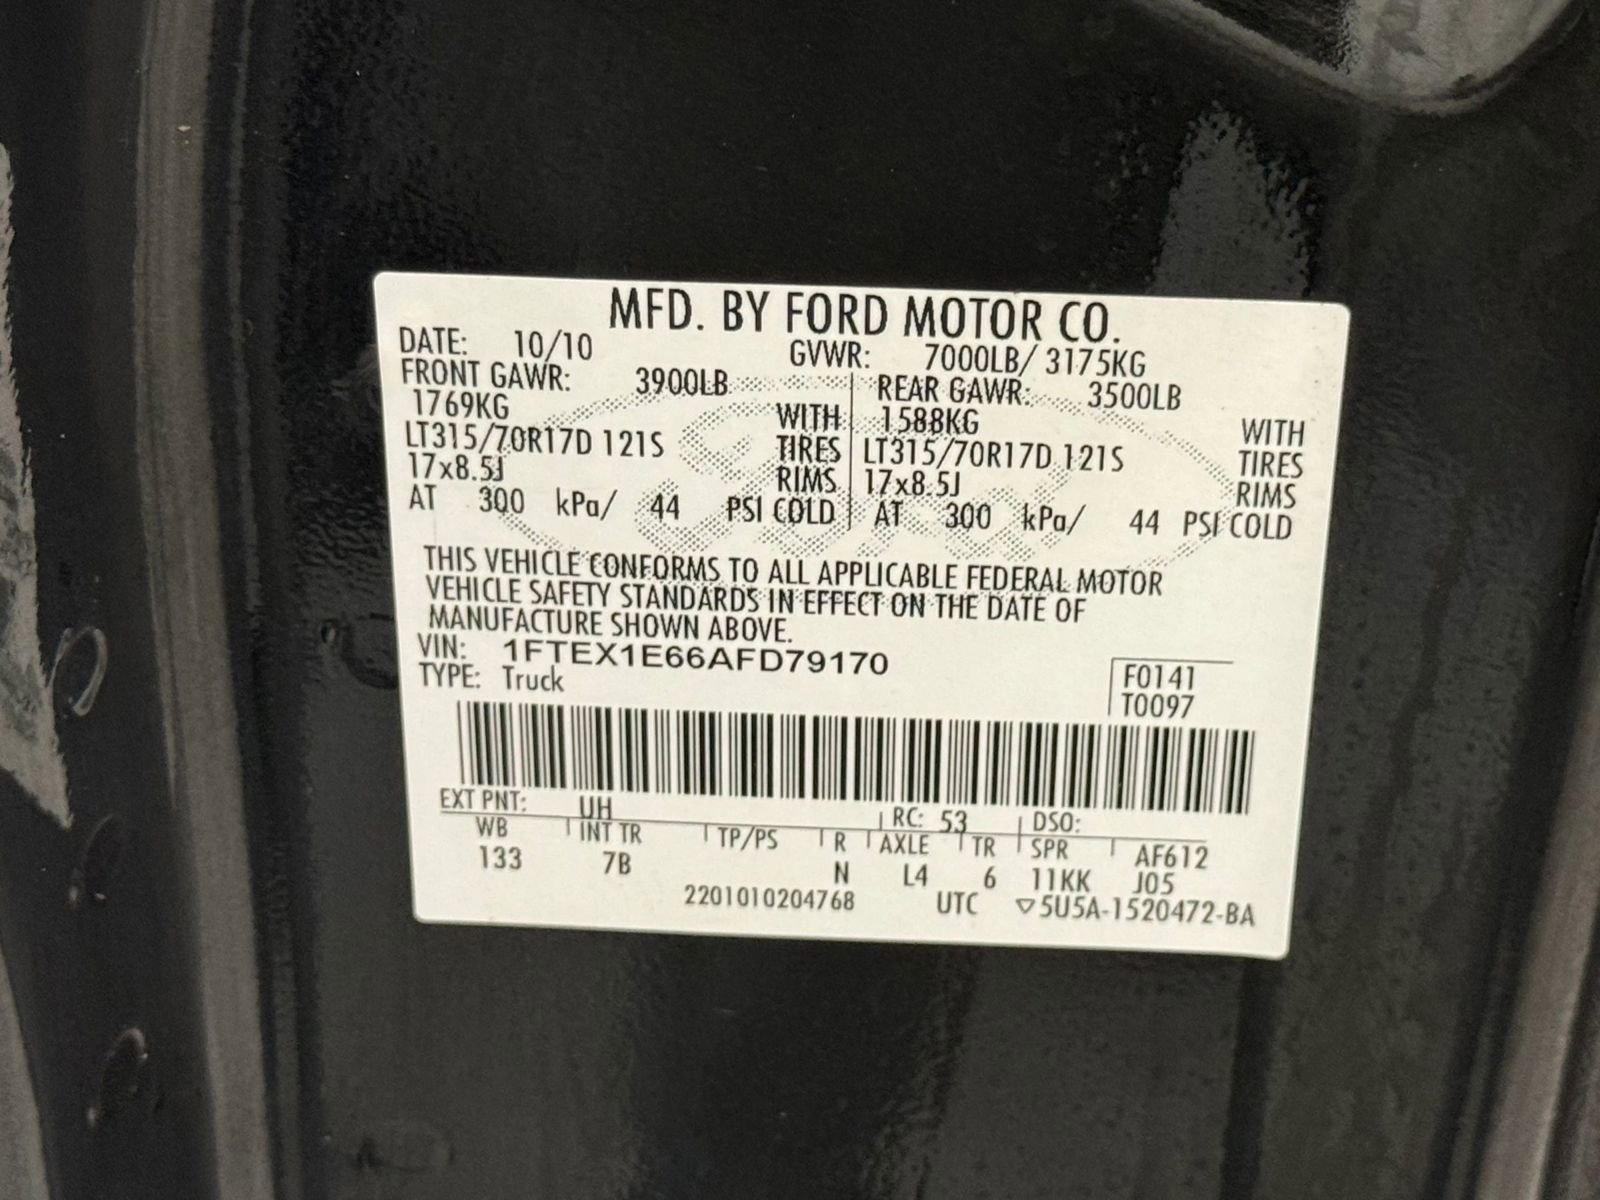 MFD. BY FORD MOTOR CO.
DATE: 10/10 GVWR: 7000LB/ 3175KG
FRONT GAWR: 3900LB REAR GAWR: 3500LB
1769KG WITH 1588KG WITH
LT315/70R17D 121S TIRES LT315/70R17D 121S TIRES
17x8.5J RIMS 17x8.5J RIMS
AT 300 kPa/ 44 PSI COLD AT 300 kPa/ 44 PSI COLD
THIS VEHICLE CONFORMS TO ALL APPLICABLE FEDERAL MOTOR
VEHICLE SAFETY STANDARDS IN EFFECT ON THE DATE OF
MANUFACTURE SHOWN ABOVE.
VIN: 1FTEX1E66AFD79170
TYPE: Truck F0141
T0097
EXT PNT: UH RC: 53 DSO:
WB INT TR TP/PS R AXLE TR SPR AF612
133 7B N L4 6 11KK J05
2201010204768 UTC ▽5U5A-1520472-BA